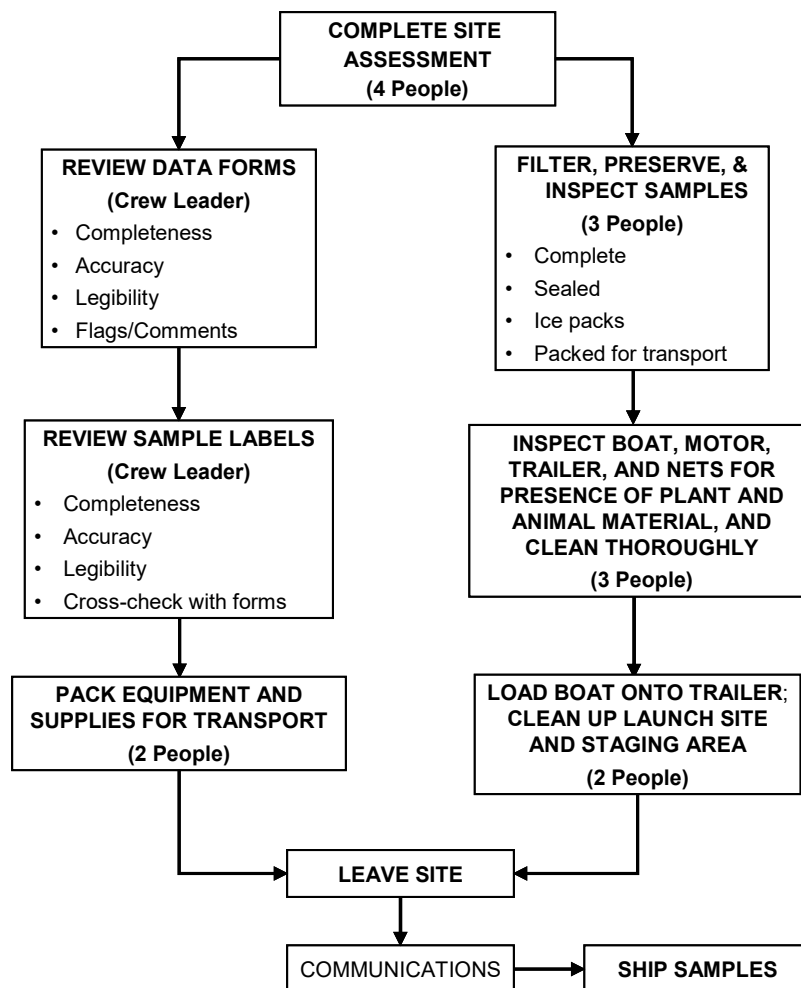 COMPLETE SITE
ASSESSMENT
(4 People)
REVIEW DATA FORMS
(Crew Leader)
• Completeness
• Accuracy
• Legibility
• Flags/Comments
FILTER, PRESERVE, &
INSPECT SAMPLES
(3 People)
• Complete
• Sealed
• Ice packs
• Packed for transport
REVIEW SAMPLE LABELS
(Crew Leader)
• Completeness
• Accuracy
• Legibility
• Cross-check with forms
INSPECT BOAT, MOTOR,
TRAILER, AND NETS FOR
PRESENCE OF PLANT AND
ANIMAL MATERIAL, AND
CLEAN THOROUGHLY
(3 People)
PACK EQUIPMENT AND
SUPPLIES FOR TRANSPORT
(2 People)
LOAD BOAT ONTO TRAILER;
CLEAN UP LAUNCH SITE
AND STAGING AREA
(2 People)
LEAVE SITE
COMMUNICATIONS
SHIP SAMPLES